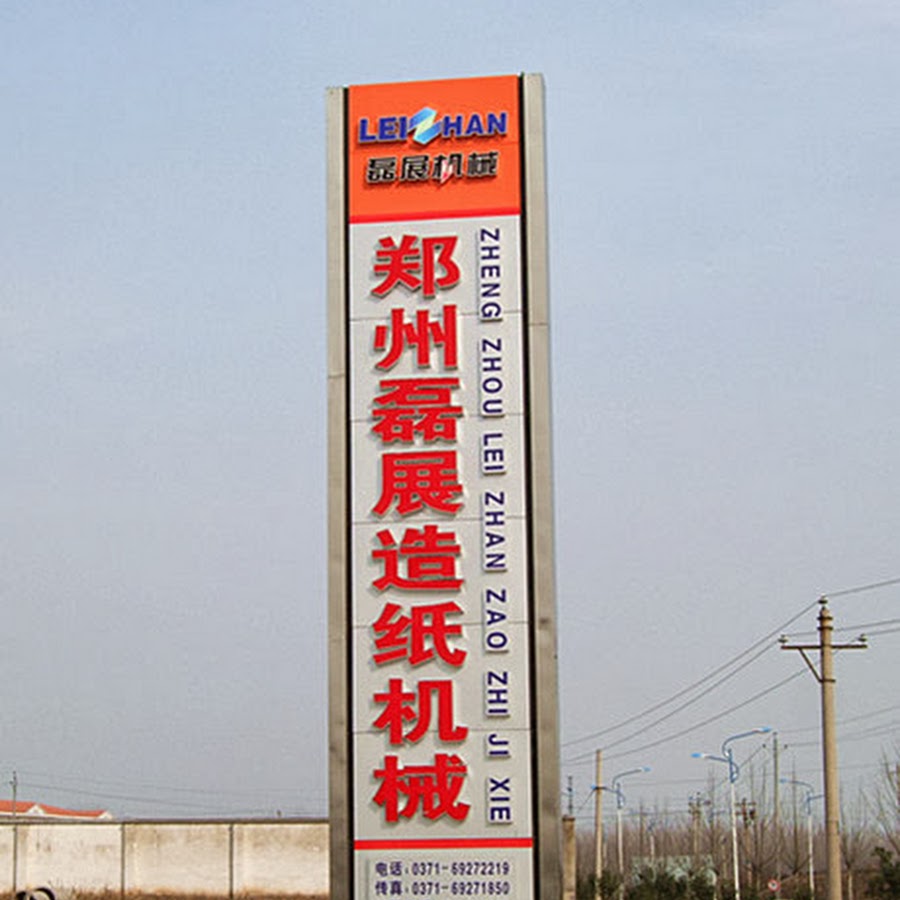 LEIZHAN
磊展机械
郑州磊展造纸机械
ZHENG ZHOU LEI ZHAN ZAO ZHI JI XIE
电话:0371-69272219
传真:0371-69271850